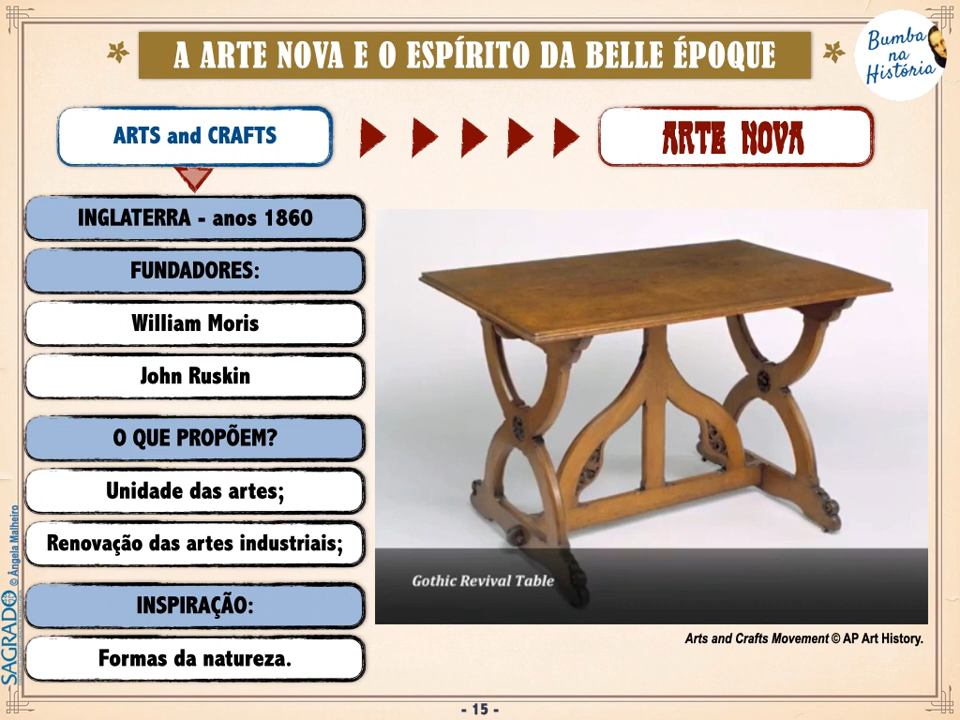 A ARTE NOVA E O ESPÍRITO DA BELLE ÉPOQUE
Bumba
na
História
ARTS and CRAFTS
ARTE NOVA
INGLATERRA - anos 1860
FUNDADORES:
William Moris
John Ruskin
O QUE PROPÕEM?
Unidade das artes;
Renovação das artes industriais;
INSPIRAÇÃO:
Formas da natureza.
Gothic Revival Table
Arts and Crafts Movement © AP Art History.
SAGRADO
© Ângela Malheiro
- 15 -